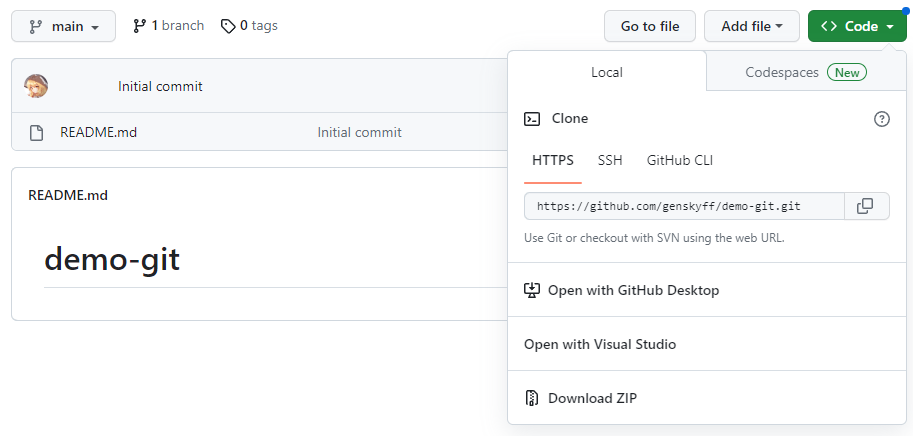 main
1 branch
0 tags
Go to file
Add file
Code
Initial commit
README.md
Initial commit
README.md
demo-git
Local
Codespaces New
Clone
HTTPS SSH GitHub CLI
https://github.com/genskyff/demo-git.git
Use Git or checkout with SVN using the web URL.
Open with GitHub Desktop
Open with Visual Studio
Download ZIP